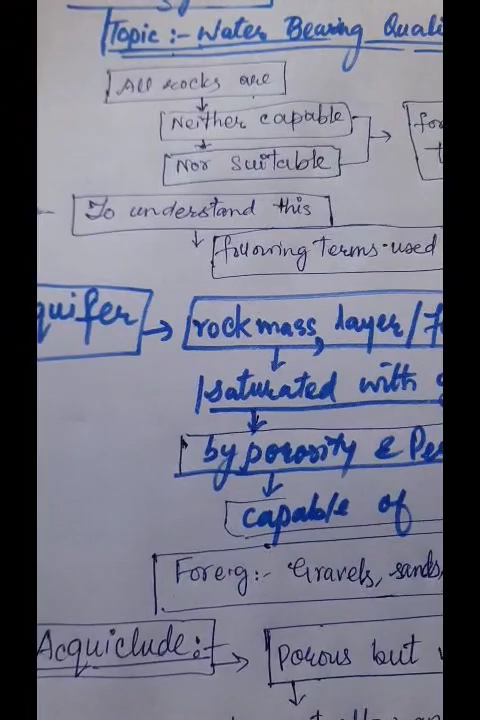 Topic :- Water Bearing Quali
All rocks are
Neither capable
for
Nor suitable
To understand this
following terms used
quifer → rock mass, layer/
saturated with
by porosity & Pe
capable of
For e.g :- Gravels, sands,
Acquiclude :- → Porous but